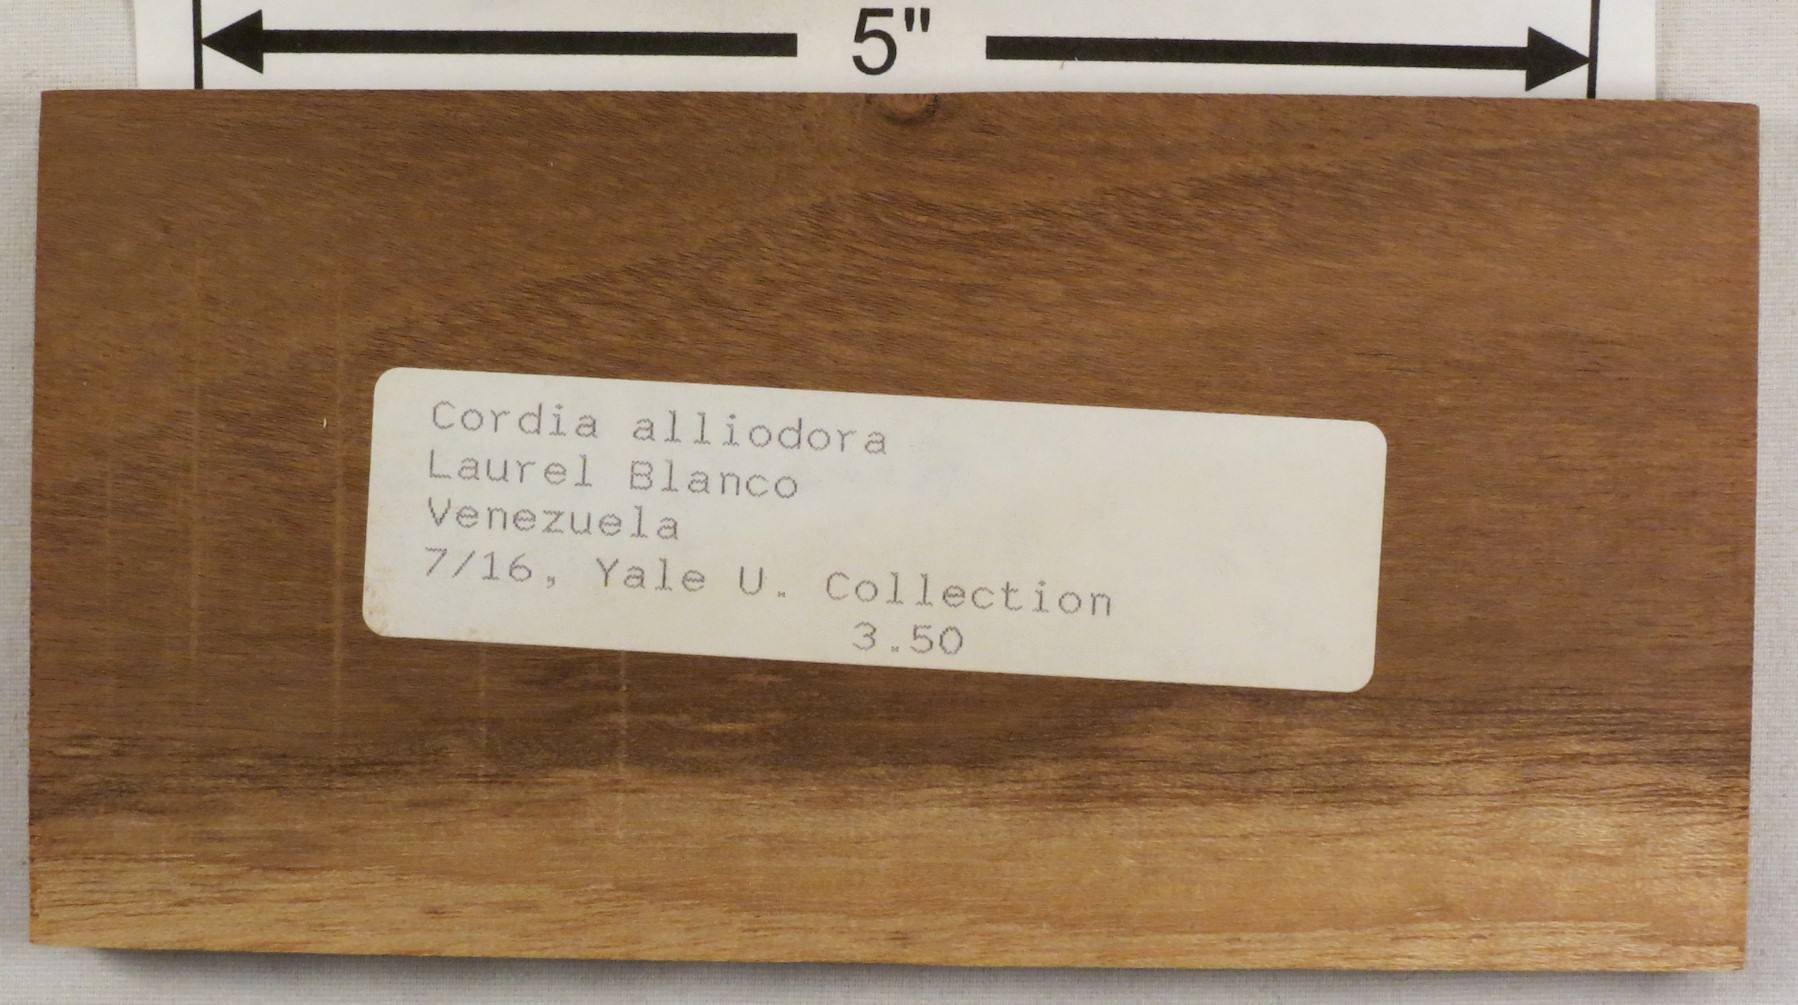 5"
Cordia alliodora
Laurel Blanco
Venezuela
7/16, Yale U. Collection
3.50